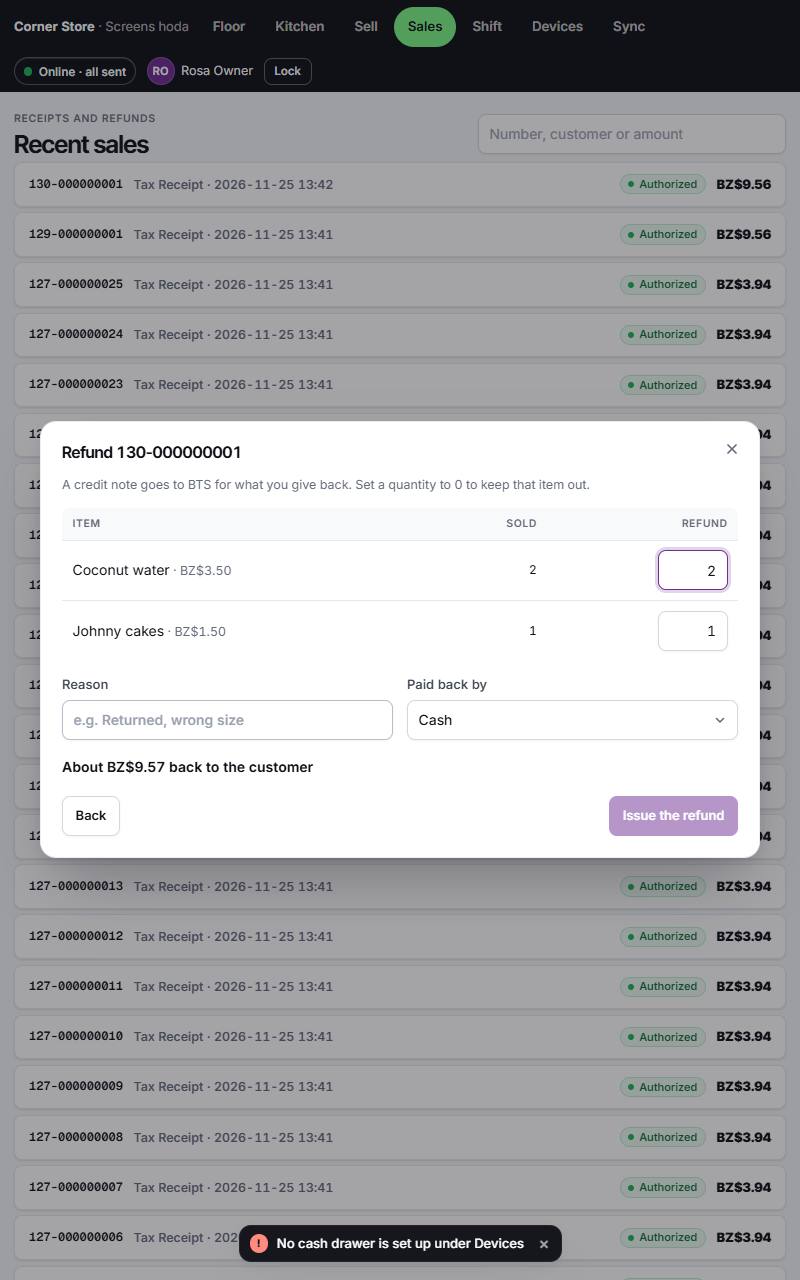 Corner Store · Screens hoda Floor Kitchen Sell Sales Shift Devices Sync
Online · all sent RO Rosa Owner Lock
RECEIPTS AND REFUNDS
Recent sales Number, customer or amount
130-000000001 Tax Receipt · 2026-11-25 13:42 Authorized BZ$9.56
129-000000001 Tax Receipt · 2026-11-25 13:41 Authorized BZ$9.56
127-000000025 Tax Receipt · 2026-11-25 13:41 Authorized BZ$3.94
127-000000024 Tax Receipt · 2026-11-25 13:41 Authorized BZ$3.94
127-000000023 Tax Receipt · 2026-11-25 13:41 Authorized BZ$3.94
Refund 130-000000001
A credit note goes to BTS for what you give back. Set a quantity to 0 to keep that item out.
ITEM SOLD REFUND
Coconut water · BZ$3.50 2 2
Johnny cakes · BZ$1.50 1 1
Reason Paid back by
e.g. Returned, wrong size Cash
About BZ$9.57 back to the customer
Back Issue the refund
127-000000013 Tax Receipt · 2026-11-25 13:41 Authorized BZ$3.94
127-000000012 Tax Receipt · 2026-11-25 13:41 Authorized BZ$3.94
127-000000011 Tax Receipt · 2026-11-25 13:41 Authorized BZ$3.94
127-000000010 Tax Receipt · 2026-11-25 13:41 Authorized BZ$3.94
127-000000009 Tax Receipt · 2026-11-25 13:41 Authorized BZ$3.94
127-000000008 Tax Receipt · 2026-11-25 13:41 Authorized BZ$3.94
127-000000007 Tax Receipt · 2026-11-25 13:41 Authorized BZ$3.94
127-000000006 Tax Receipt · 202 Authorized BZ$3.94
No cash drawer is set up under Devices